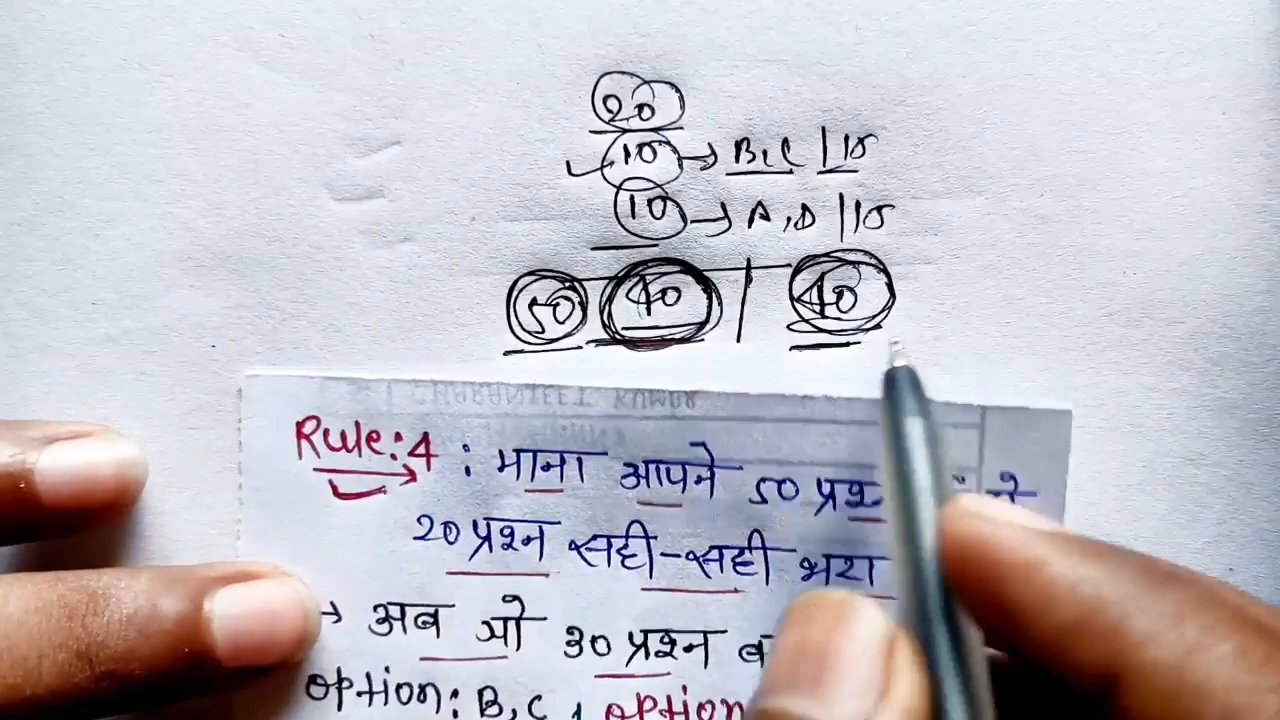 20
10 → B, C | 10
10 → A, D | 10
50 40 | 40
Rule:4 : माना आपने 50
20 प्रश्न सही-सही भरा
→ अब जो 30 प्रश्न
option: B, C, option